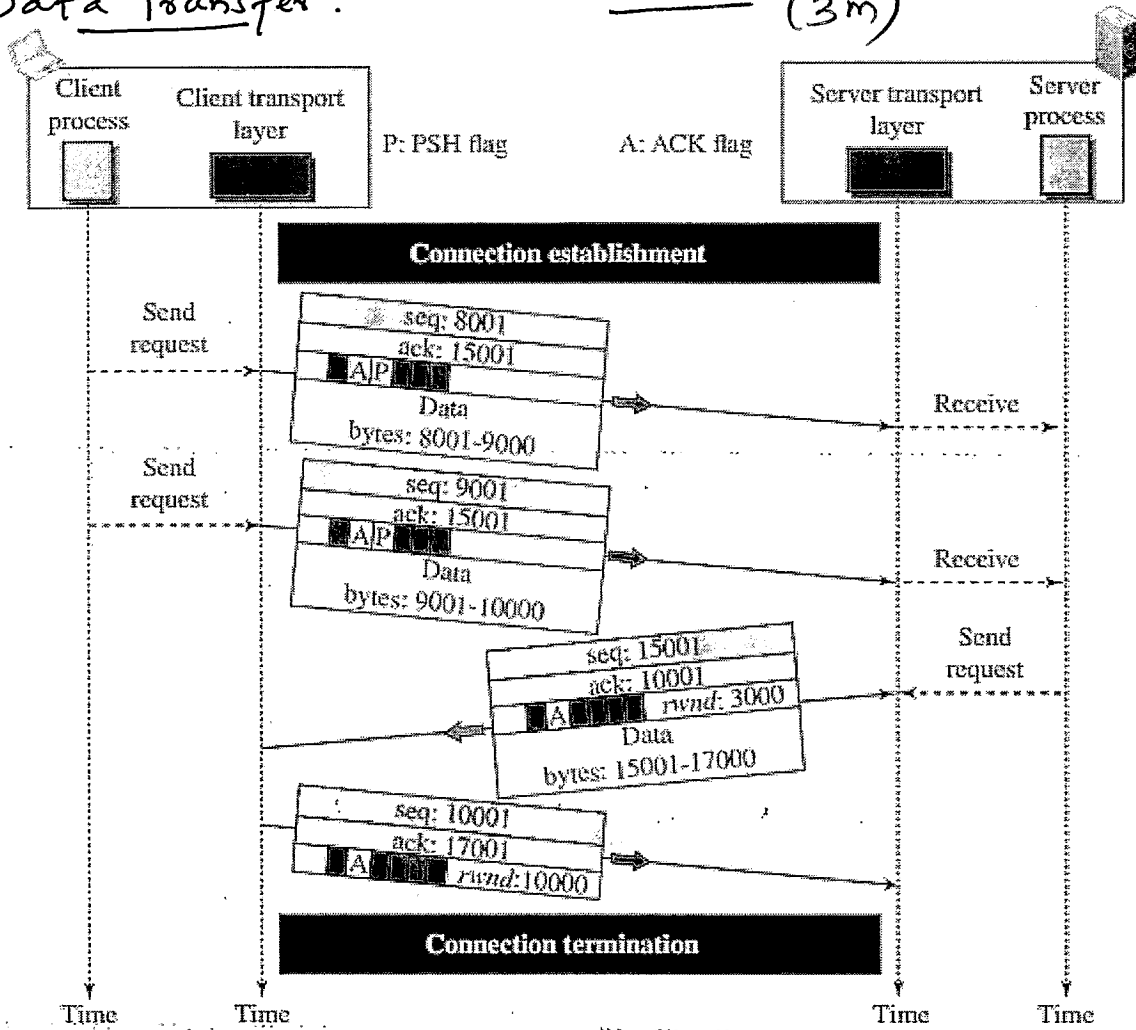 Data Transfer :
(3m)
Client process
Client transport layer
P: PSH flag
A: ACK flag
Server transport layer
Server process
Connection establishment
Send request
seq: 8001
ack: 15001
A P
Data
bytes: 8001-9000
Receive
Send request
seq: 9001
ack: 15001
A P
Data
bytes: 9001-10000
Receive
Send request
seq: 15001
ack: 10001
A rwnd: 3000
Data
bytes: 15001-17000
seq: 10001
ack: 17001
A rwnd:10000
Connection termination
Time
Time
Time
Time